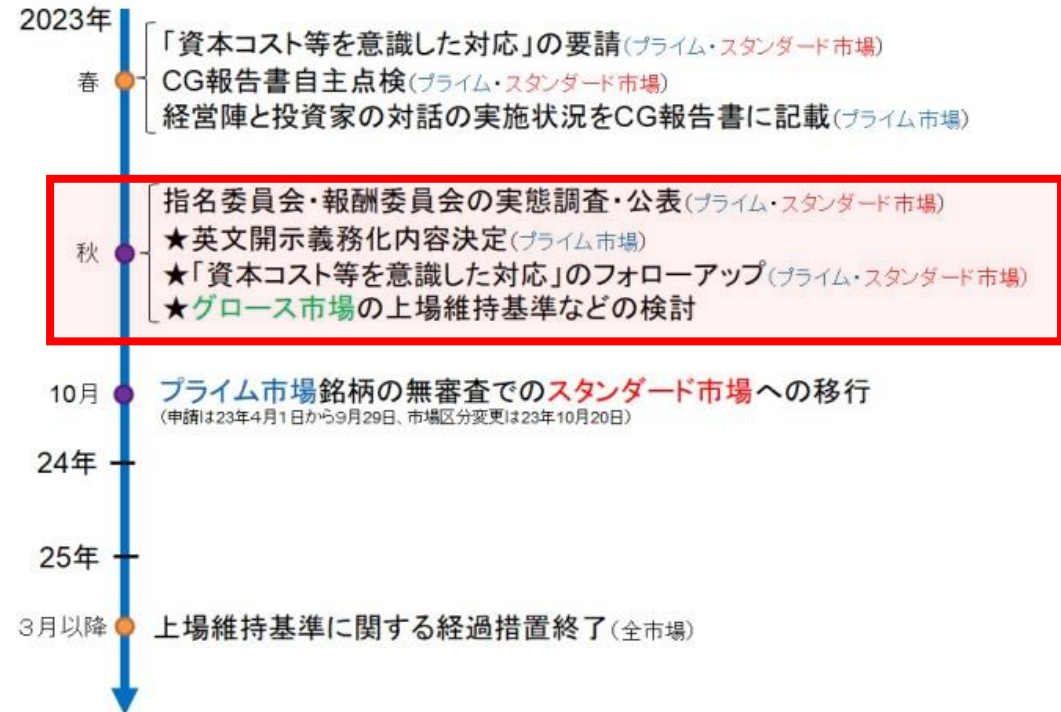 2023年
春
「資本コスト等を意識した対応」の要請(プライム・スタンダード市場)
CG報告書自主点検(プライム・スタンダード市場)
経営陣と投資家の対話の実施状況をCG報告書に記載(プライム市場)
秋
指名委員会・報酬委員会の実態調査・公表(プライム・スタンダード市場)
★英文開示義務化内容決定(プライム市場)
★「資本コスト等を意識した対応」のフォローアップ(プライム・スタンダード市場)
★グロース市場の上場維持基準などの検討
10月 プライム市場銘柄の無審査でのスタンダード市場への移行
(申請は23年4月1日から9月29日、市場区分変更は23年10月20日)
24年
25年
3月以降 上場維持基準に関する経過措置終了(全市場)